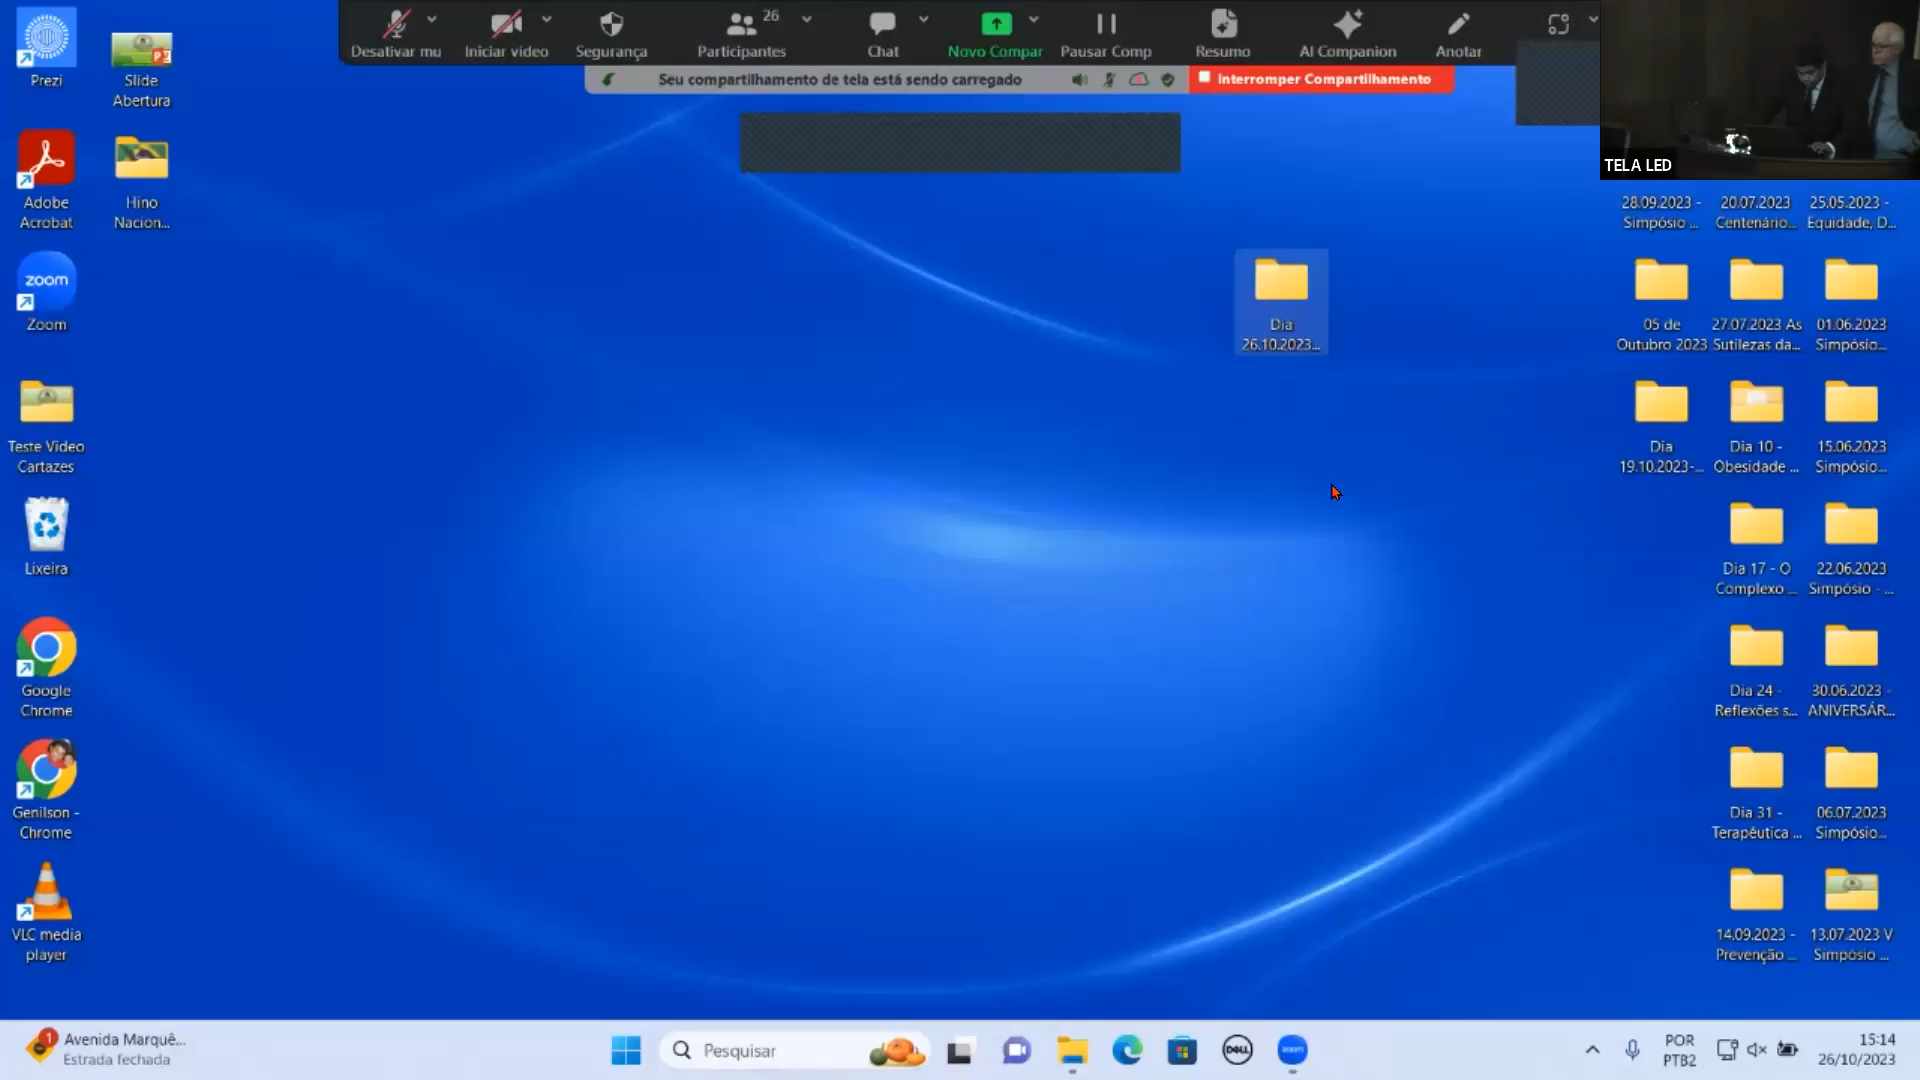 Desativar mu
Iniciar vídeo
Segurança
26
Participantes
Chat
Novo Compar
Pausar Comp
Resumo
AI Companion
Anotar
Seu compartilhamento de tela está sendo carregado
Interromper Compartilhamento
TELA LED
Prezi
Slide
Abertura
Adobe
Acrobat
Hino
Nacion...
zoom
Zoom
Teste Video
Cartazes
Lixeira
Google
Chrome
Genilson -
Chrome
VLC media
player
Dia
26.10.2023...
28.09.2023 -
Simpósio ...
20.07.2023
Centenário...
25.05.2023 -
Equidade, D...
05 de
Outubro 2023
27.07.2023 As
Sutilezas da...
01.06.2023
Simpósio...
Dia
19.10.2023-...
Dia 10 -
Obesidade ...
15.06.2023
Simpósio...
Dia 17 - O
Complexo ...
22.06.2023
Simpósio - ...
Dia 24 -
Reflexões s...
30.06.2023 -
ANIVERSÁR...
Dia 31 -
Terapêutica ...
06.07.2023
Simpósio...
14.09.2023 -
Prevenção ...
13.07.2023 V
Simpósio ...
1
Avenida Marquê...
Estrada fechada
Pesquisar
DELL
zoom
POR
PTB2
15:14
26/10/2023